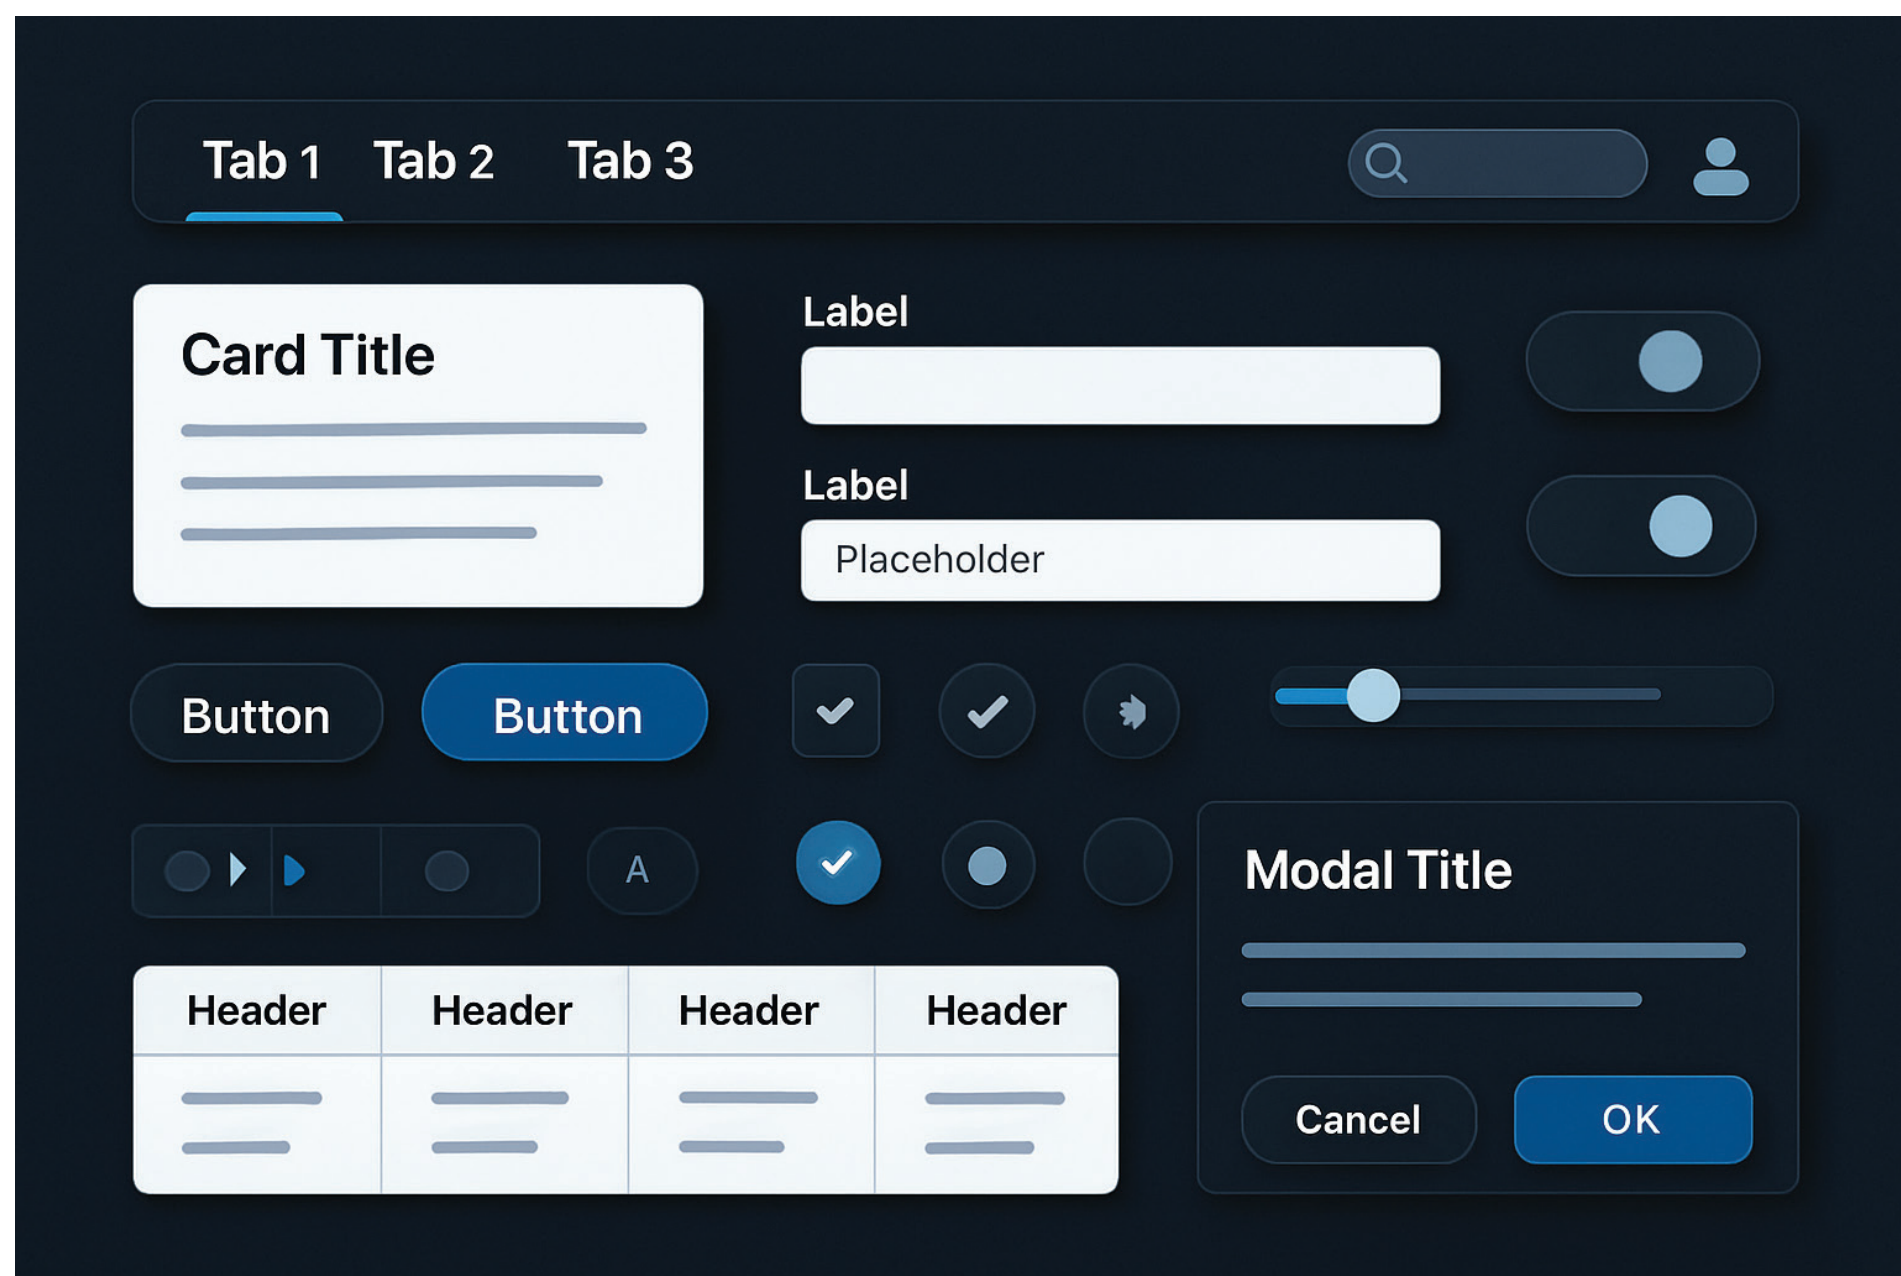 Tab 1 Tab 2 Tab 3
Card Title
Label
Label
Placeholder
Button Button
A
Header Header Header Header
Modal Title
Cancel OK